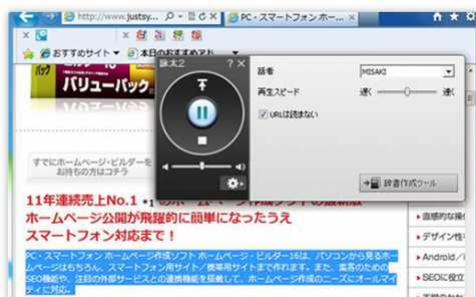 http://www.justsy...
PC・スマートフォン ホー...
おすすめサイト
本日のおすすめアド
バリューパック
詠太2
? ×
話者
MISAKI
再生スピード
遅く
速く
URLは読まない
辞書作成ツール
すでにホームページ・ビルダーを
お持ちの方はコチラ
11年連続売上No.1 *1
ホームページ公開が飛躍的に簡単になったうえ
スマートフォン対応まで!
PC・スマートフォン ホームページ作成ソフト ホームページ・ビルダー16は、パソコンから見るホー
ムページはもちろん、スマートフォン用サイト/携帯用サイトまで作れます。また、集客のための
SEO機能や、注目の外部サービスとの連携機能を搭載して、ホームページ作成のニーズにオールマイ
ティに対応。
直感的な操
デザイン性
Android/
SEOに役立